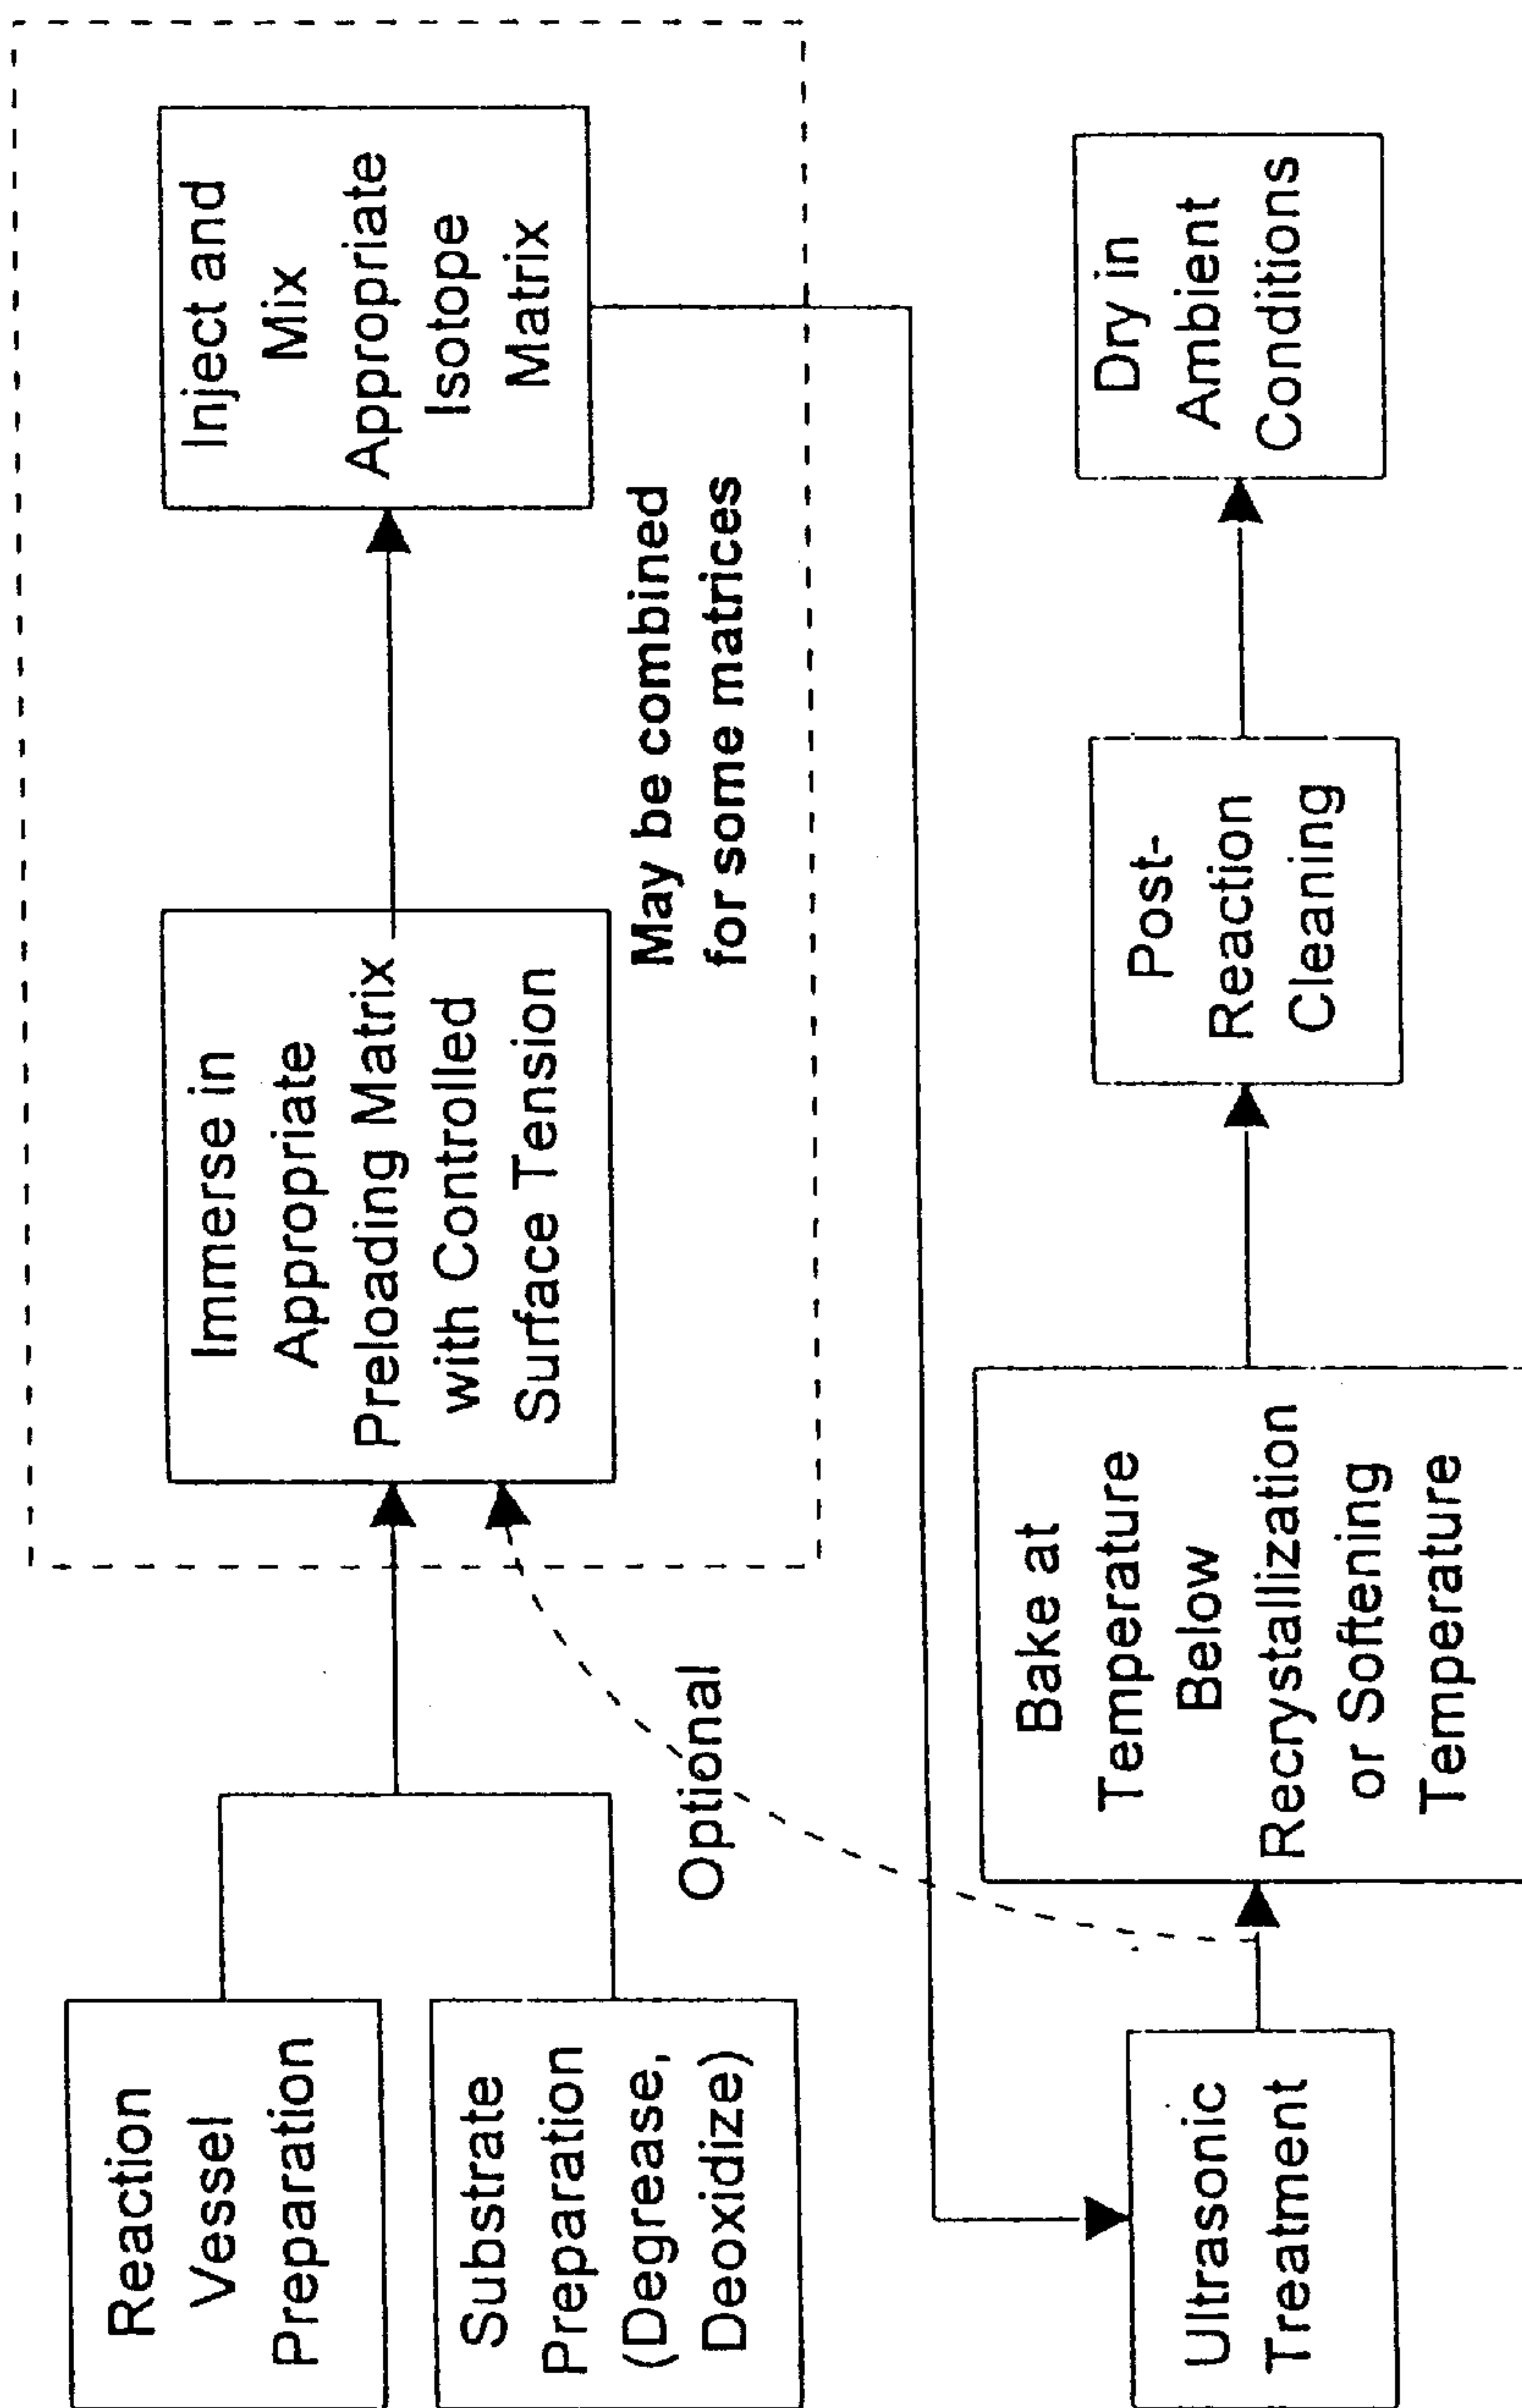 Reaction
Vessel
Preparation
Substrate
Preparation
(Degrease,
Deoxidize)
Immerse in
Appropriate
Preloading Matrix
with Controlled
Surface Tension
Inject and
Mix
Appropriate
Isotope
Matrix
May be combined
for some matrices
Optional
Ultrasonic
Treatment
Bake at
Temperature
Below
Recrystallization
or Softening
Temperature
Post-
Reaction
Cleaning
Dry in
Ambient
Conditions